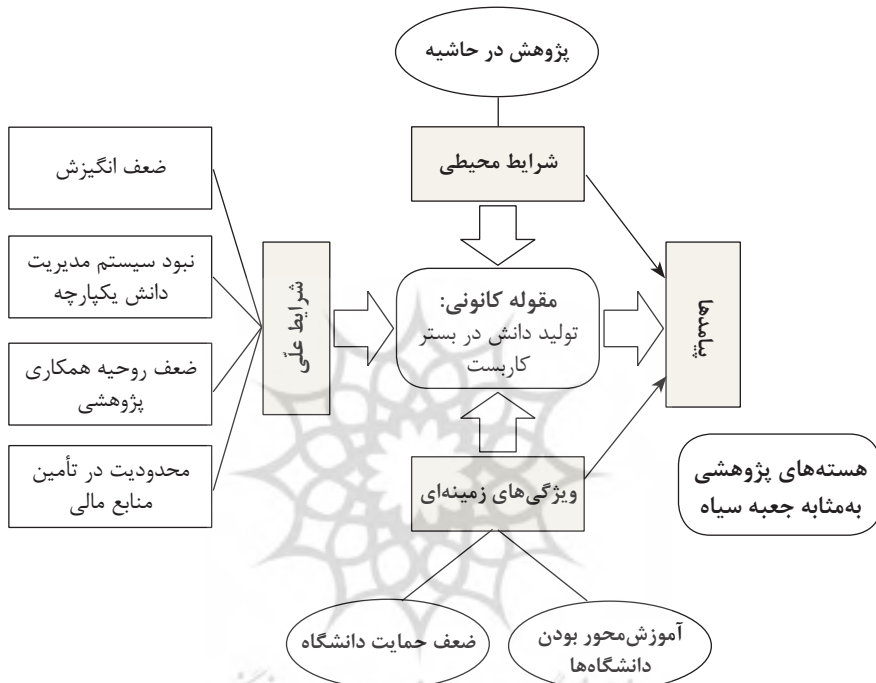 پژوهش در حاشیه
شرایط محیطی
ضعف انگیزش
نبود سیستم مدیریت
دانش یکپارچه
ضعف روحیه همکاری
پژوهشی
محدودیت در تأمین
منابع مالی
شرایط علّی
مقوله کانونی:
تولید دانش در بستر
کاربست
پیامدها
ویژگی‌های زمینه‌ای
هسته‌های پژوهشی
به‌مثابه جعبه سیاه
آموزش‌محور بودن
دانشگاه‌ها
ضعف حمایت دانشگاه